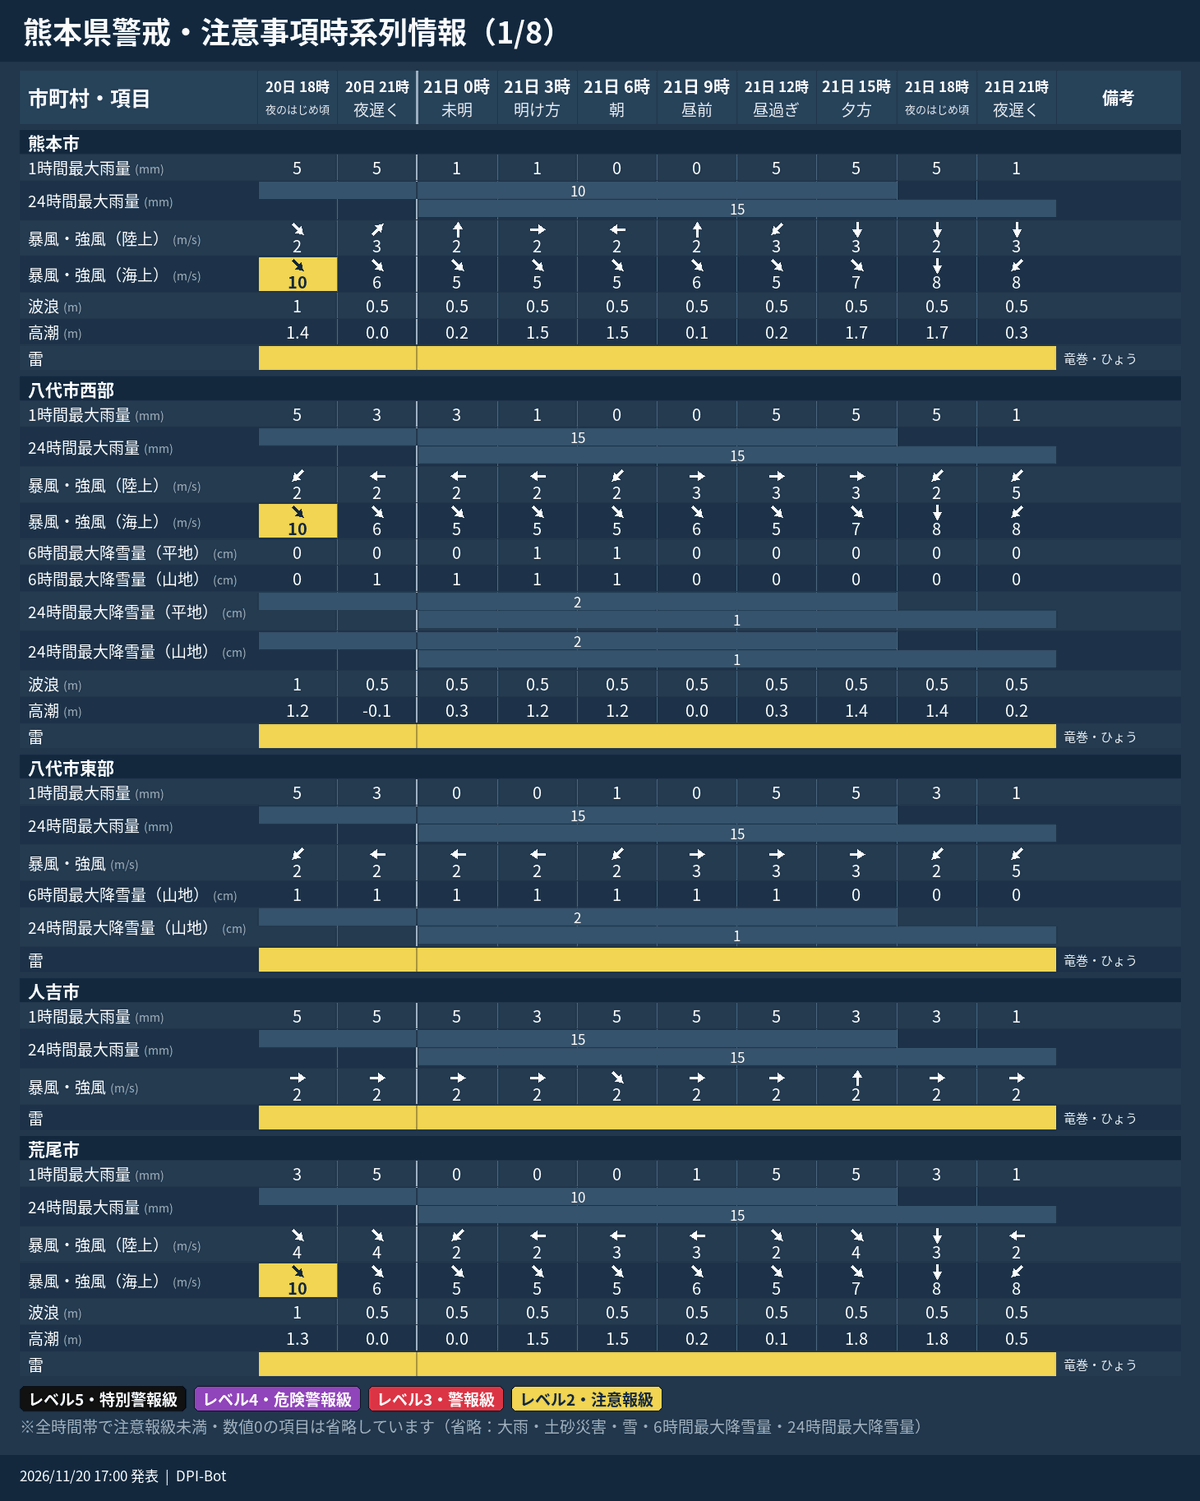 熊本県警戒・注意事項時系列情報（1/8）
市町村・項目 20日 18時 20日 21時 21日 0時 21日 3時 21日 6時 21日 9時 21日 12時 21日 15時 21日 18時 21日 21時 備考
夜のはじめ頃 夜遅く 未明 明け方 朝 昼前 昼過ぎ 夕方 夜のはじめ頃 夜遅く
熊本市
1時間最大雨量 (mm) 5 5 1 1 0 0 5 5 5 1
24時間最大雨量 (mm) 10
15
暴風・強風（陸上） (m/s) 2 3 2 2 2 2 3 3 2 3
暴風・強風（海上） (m/s) 10 6 5 5 5 6 5 7 8 8
波浪 (m) 1 0.5 0.5 0.5 0.5 0.5 0.5 0.5 0.5 0.5
高潮 (m) 1.4 0.0 0.2 1.5 1.5 0.1 0.2 1.7 1.7 0.3
雷 竜巻・ひょう
八代市西部
1時間最大雨量 (mm) 5 3 3 1 0 0 5 5 5 1
24時間最大雨量 (mm) 15
15
暴風・強風（陸上） (m/s) 2 2 2 2 2 3 3 3 2 5
暴風・強風（海上） (m/s) 10 6 5 5 5 6 5 7 8 8
6時間最大降雪量（平地） (cm) 0 0 0 1 1 0 0 0 0 0
6時間最大降雪量（山地） (cm) 0 1 1 1 1 0 0 0 0 0
24時間最大降雪量（平地） (cm) 2
1
24時間最大降雪量（山地） (cm) 2
1
波浪 (m) 1 0.5 0.5 0.5 0.5 0.5 0.5 0.5 0.5 0.5
高潮 (m) 1.2 -0.1 0.3 1.2 1.2 0.0 0.3 1.4 1.4 0.2
雷 竜巻・ひょう
八代市東部
1時間最大雨量 (mm) 5 3 0 0 1 0 5 5 3 1
24時間最大雨量 (mm) 15
15
暴風・強風 (m/s) 2 2 2 2 2 3 3 3 2 5
6時間最大降雪量（山地） (cm) 1 1 1 1 1 1 1 0 0 0
24時間最大降雪量（山地） (cm) 2
1
雷 竜巻・ひょう
人吉市
1時間最大雨量 (mm) 5 5 5 3 5 5 5 3 3 1
24時間最大雨量 (mm) 15
15
暴風・強風 (m/s) 2 2 2 2 2 2 2 2 2 2
雷 竜巻・ひょう
荒尾市
1時間最大雨量 (mm) 3 5 0 0 0 1 5 5 3 1
24時間最大雨量 (mm) 10
15
暴風・強風（陸上） (m/s) 4 4 2 2 3 3 2 4 3 2
暴風・強風（海上） (m/s) 10 6 5 5 5 6 5 7 8 8
波浪 (m) 1 0.5 0.5 0.5 0.5 0.5 0.5 0.5 0.5 0.5
高潮 (m) 1.3 0.0 0.0 1.5 1.5 0.2 0.1 1.8 1.8 0.5
雷 竜巻・ひょう
レベル5・特別警報級 レベル4・危険警報級 レベル3・警報級 レベル2・注意報級
※全時間帯で注意報級未満・数値0の項目は省略しています（省略：大雨・土砂災害・雪・6時間最大降雪量・24時間最大降雪量）
2026/11/20 17:00 発表 | DPI-Bot